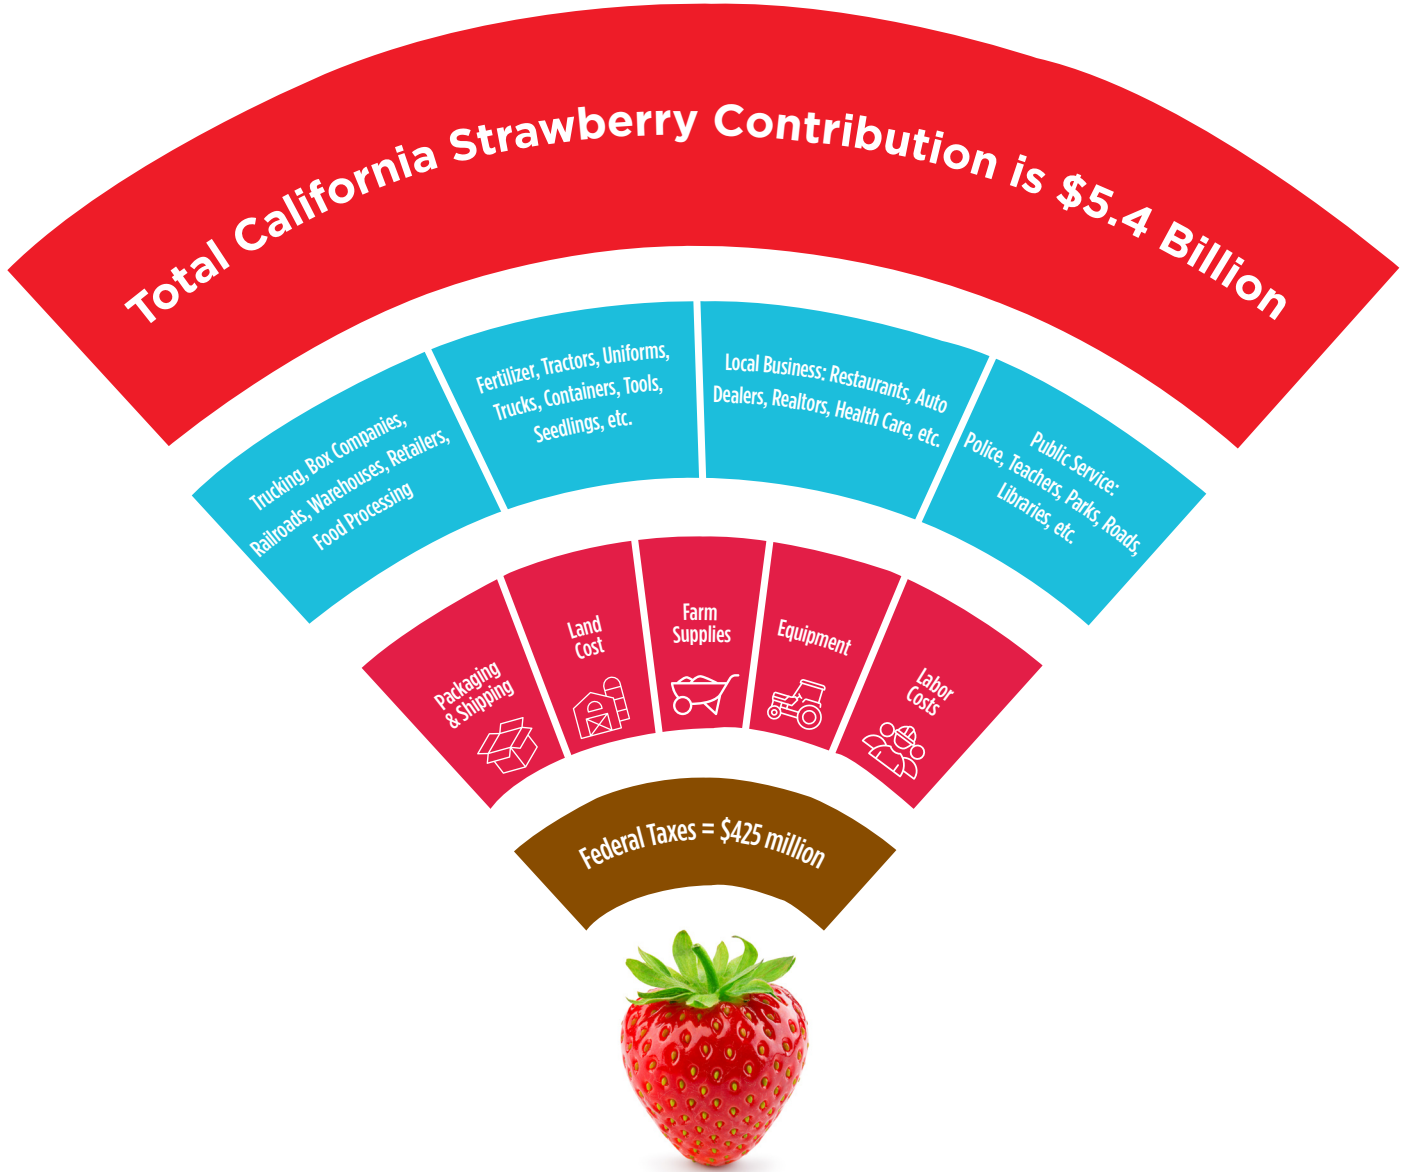 Total California Strawberry Contribution is $5.4 Billion
Trucking, Box Companies,
Railroads, Warehouses, Retailers,
Food Processing
Fertilizer, Tractors, Uniforms,
Trucks, Containers, Tools,
Seedlings, etc.
Local Business: Restaurants, Auto
Dealers, Realtors, Health Care, etc.
Public Service:
Police, Teachers, Parks, Roads,
Libraries, etc.
Packaging
& Shipping
Land
Cost
Farm
Supplies
Equipment
Labor
Costs
Federal Taxes = $425 million